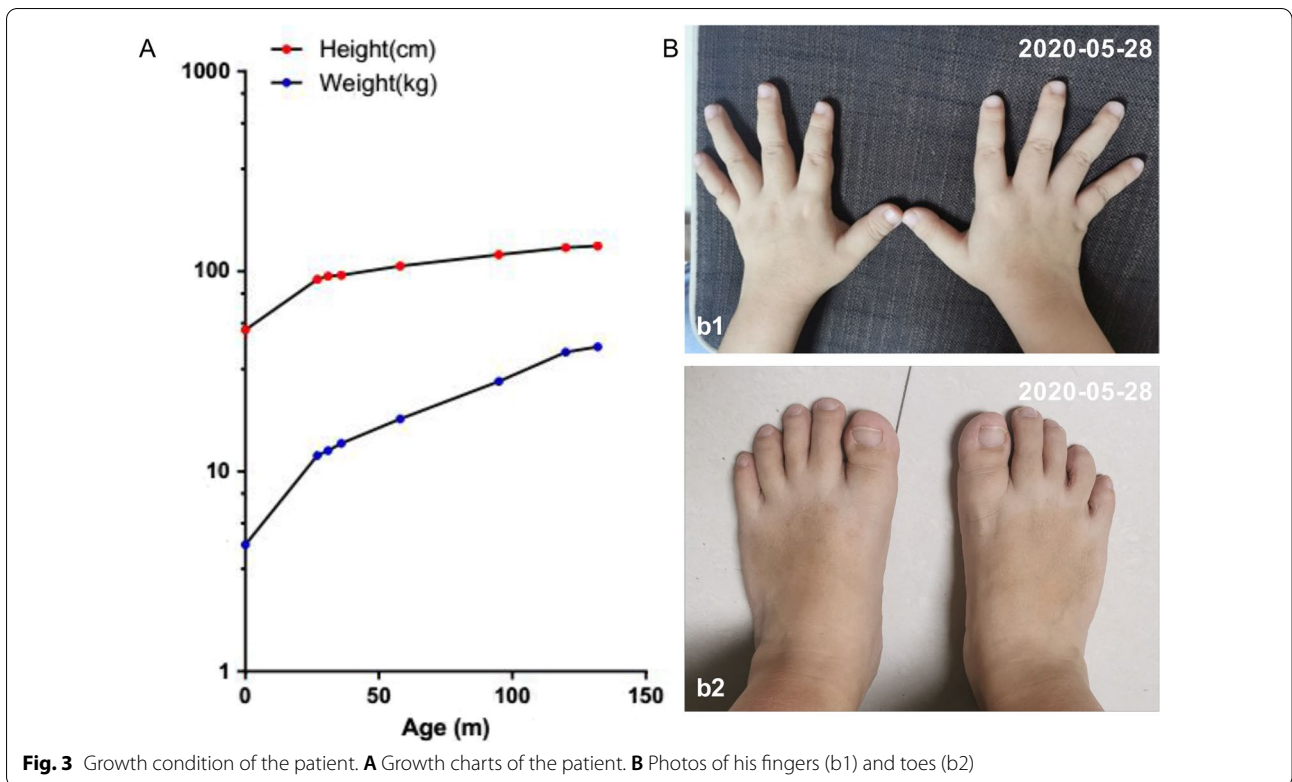 A
Height(cm)
Weight(kg)
1000
100
10
1
0 50 100 150
Age (m)
B
2020-05-28
b1
2020-05-28
b2
Fig. 3 Growth condition of the patient. A Growth charts of the patient. B Photos of his fingers (b1) and toes (b2)